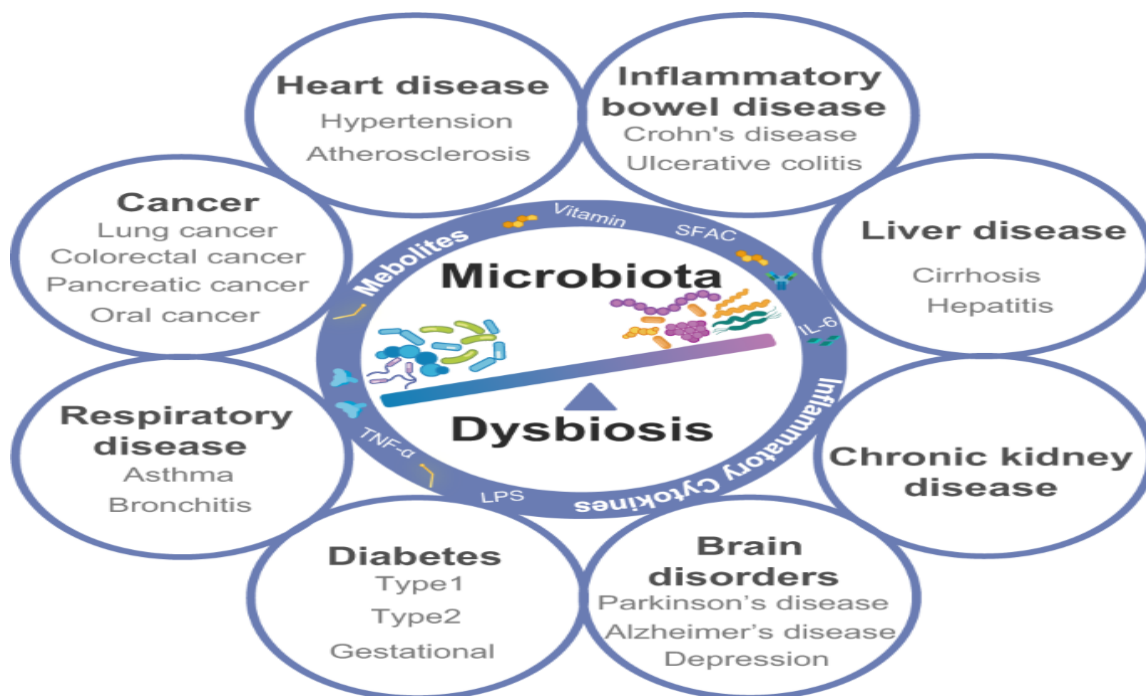 Heart disease
Hypertension
Atherosclerosis
Inflammatory
bowel disease
Crohn's disease
Ulcerative colitis
Cancer
Lung cancer
Colorectal cancer
Pancreatic cancer
Oral cancer
Liver disease
Cirrhosis
Hepatitis
Mebolites
Vitamin
SFAC
IL-6
Inflammatory Cytokines
LPS
TNF-α
Microbiota
Dysbiosis
Respiratory
disease
Asthma
Bronchitis
Chronic kidney
disease
Diabetes
Type1
Type2
Gestational
Brain
disorders
Parkinson’s disease
Alzheimer’s disease
Depression